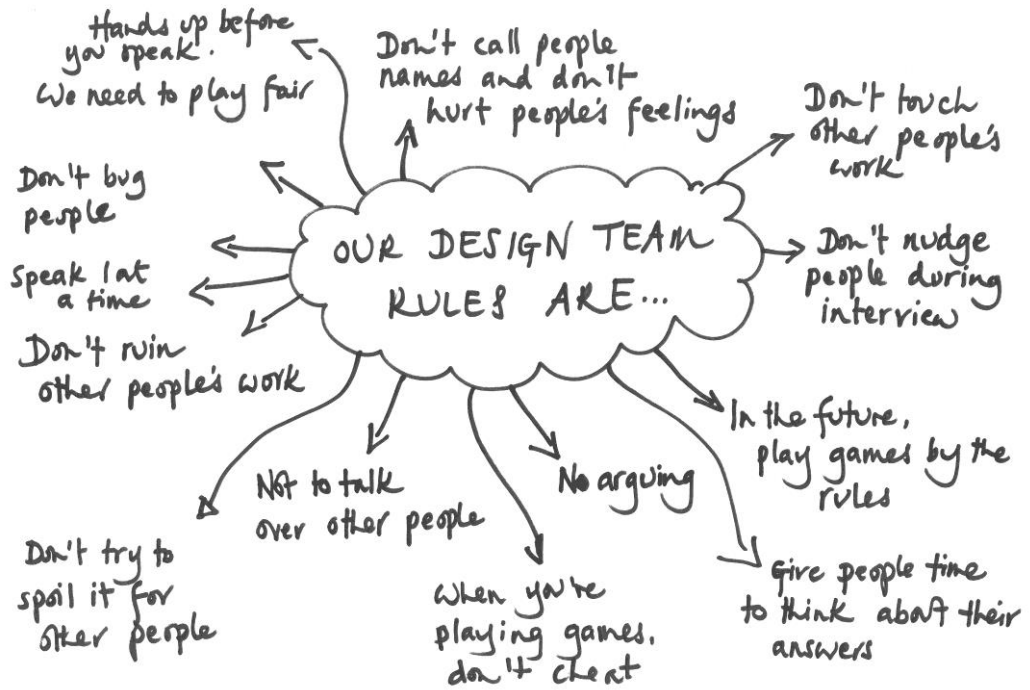 OUR DESIGN TEAM
RULES ARE...
Hands up before
you speak.
We need to play fair
Don't call people
names and don't
hurt people's feelings
Don't touch
other people's
work
Don't nudge
people during
interview
In the future,
play games by the
rules
Give people time
to think about their
answers
No arguing
When you're
playing games,
don't cheat
Not to talk
over other people
Don't try to
spoil it for
other people
Don't ruin
other people's work
Speak 1 at
a time
Don't bug
people